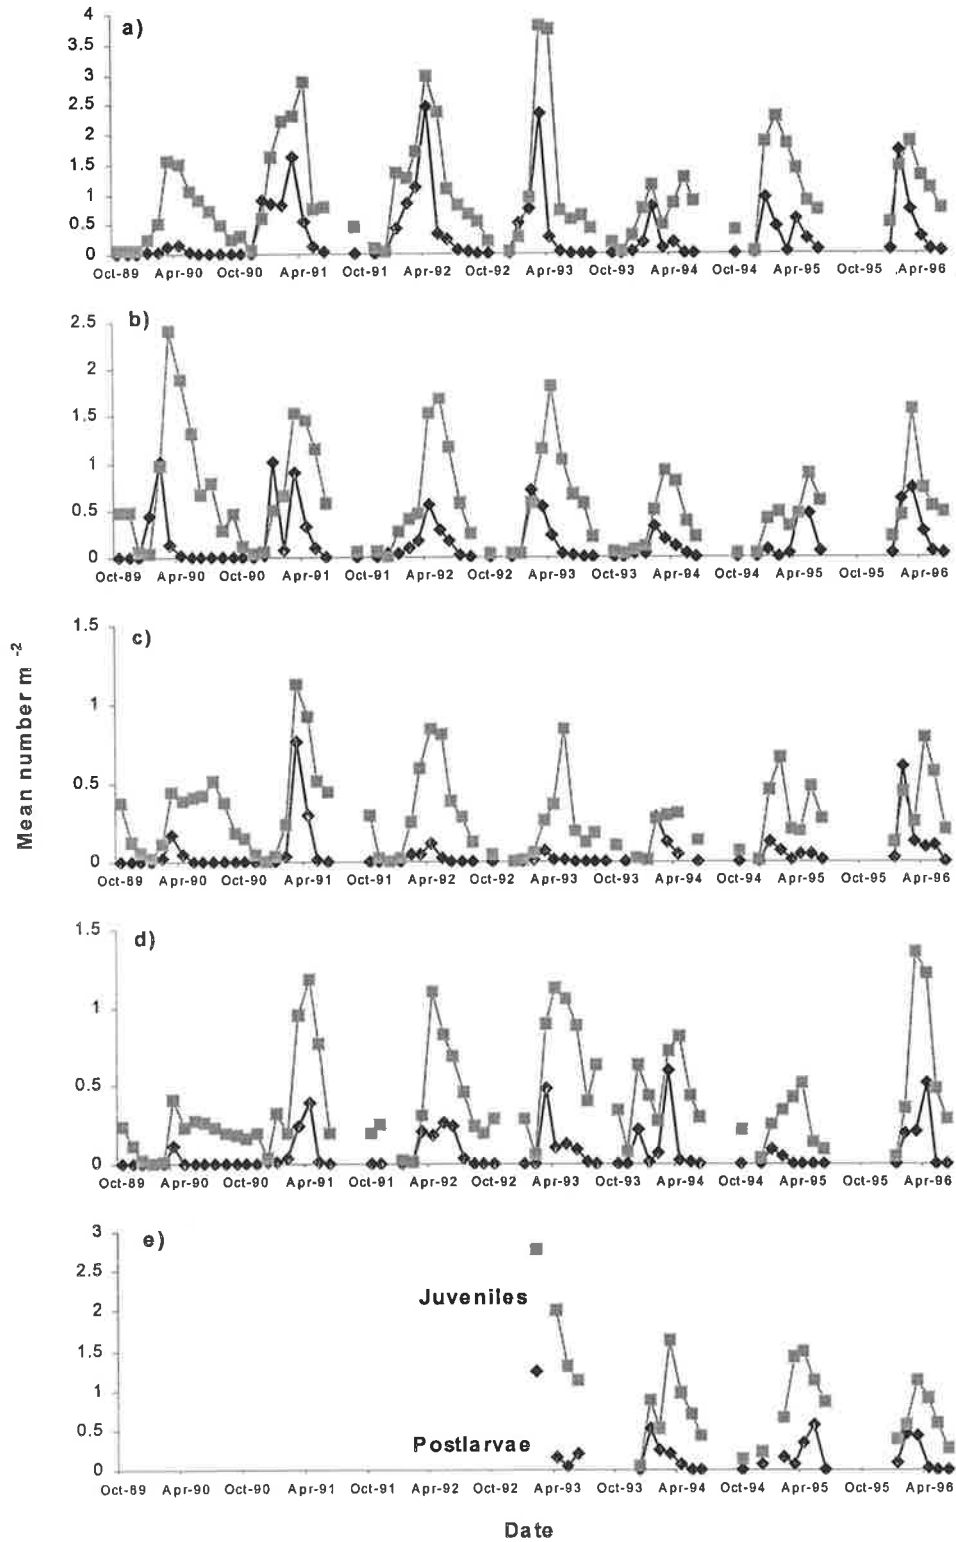 a)
4
3.5
3
2.5
2
1.5
1
0.5
0
Oct-89 Apr-90 Oct-90 Apr-91 Oct-91 Apr-92 Oct-92 Apr-93 Oct-93 Apr-94 Oct-94 Apr-95 Oct-95 Apr-96
b)
2.5
2
1.5
1
0.5
0
Oct-89 Apr-90 Oct-90 Apr-91 Oct-91 Apr-92 Oct-92 Apr-93 Oct-93 Apr-94 Oct-94 Apr-95 Oct-95 Apr-96
Mean number m⁻²
c)
1.5
1
0.5
0
Oct-89 Apr-90 Oct-90 Apr-91 Oct-91 Apr-92 Oct-92 Apr-93 Oct-93 Apr-94 Oct-94 Apr-95 Oct-95 Apr-96
d)
1.5
1
0.5
0
Oct-89 Apr-90 Oct-90 Apr-91 Oct-91 Apr-92 Oct-92 Apr-93 Oct-93 Apr-94 Oct-94 Apr-95 Oct-95 Apr-96
e)
3
2.5
2
1.5
1
0.5
0
Juveniles
Postlarvae
Oct-89 Apr-90 Oct-90 Apr-91 Oct-91 Apr-92 Oct-92 Apr-93 Oct-93 Apr-94 Oct-94 Apr-95 Oct-95 Apr-96
Date